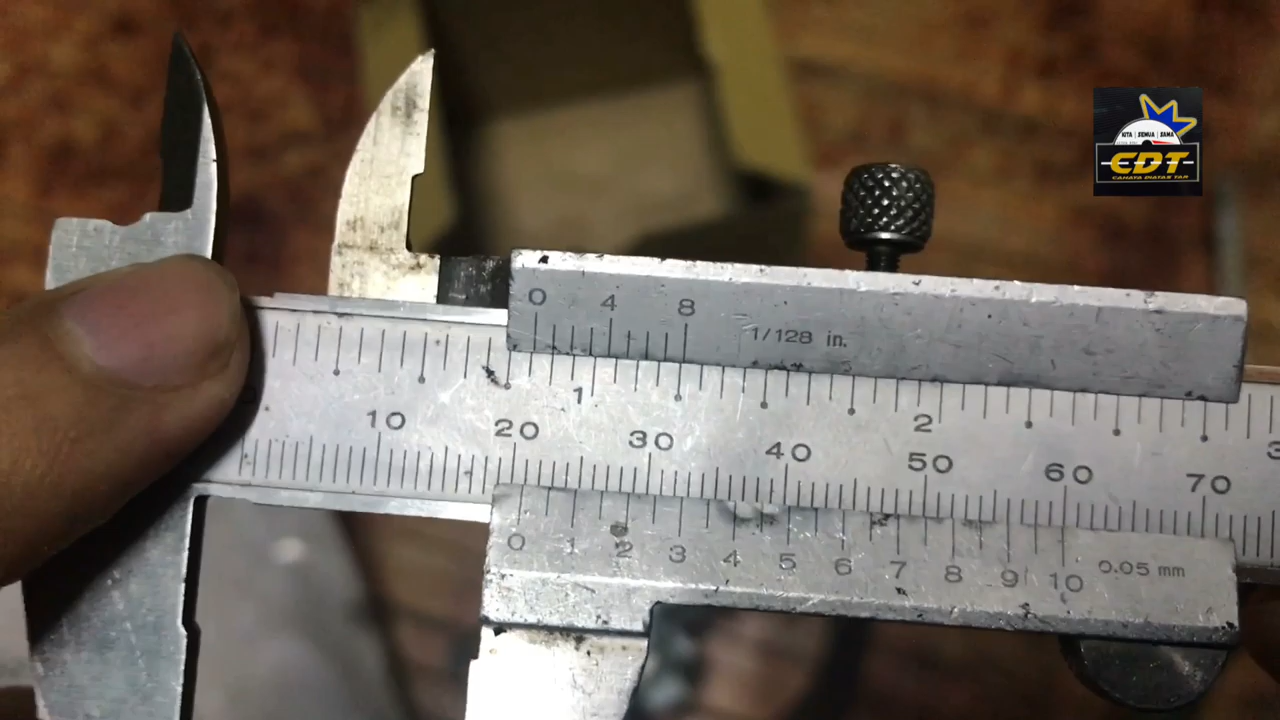 KITA | SEMUA | SAMA
CDT
CAHAYA DIATAS TAR
0 4 8
1/128 in.
1 2 3
10 20 30 40 50 60 70
0 1 2 3 4 5 6 7 8 9 10
0.05 mm